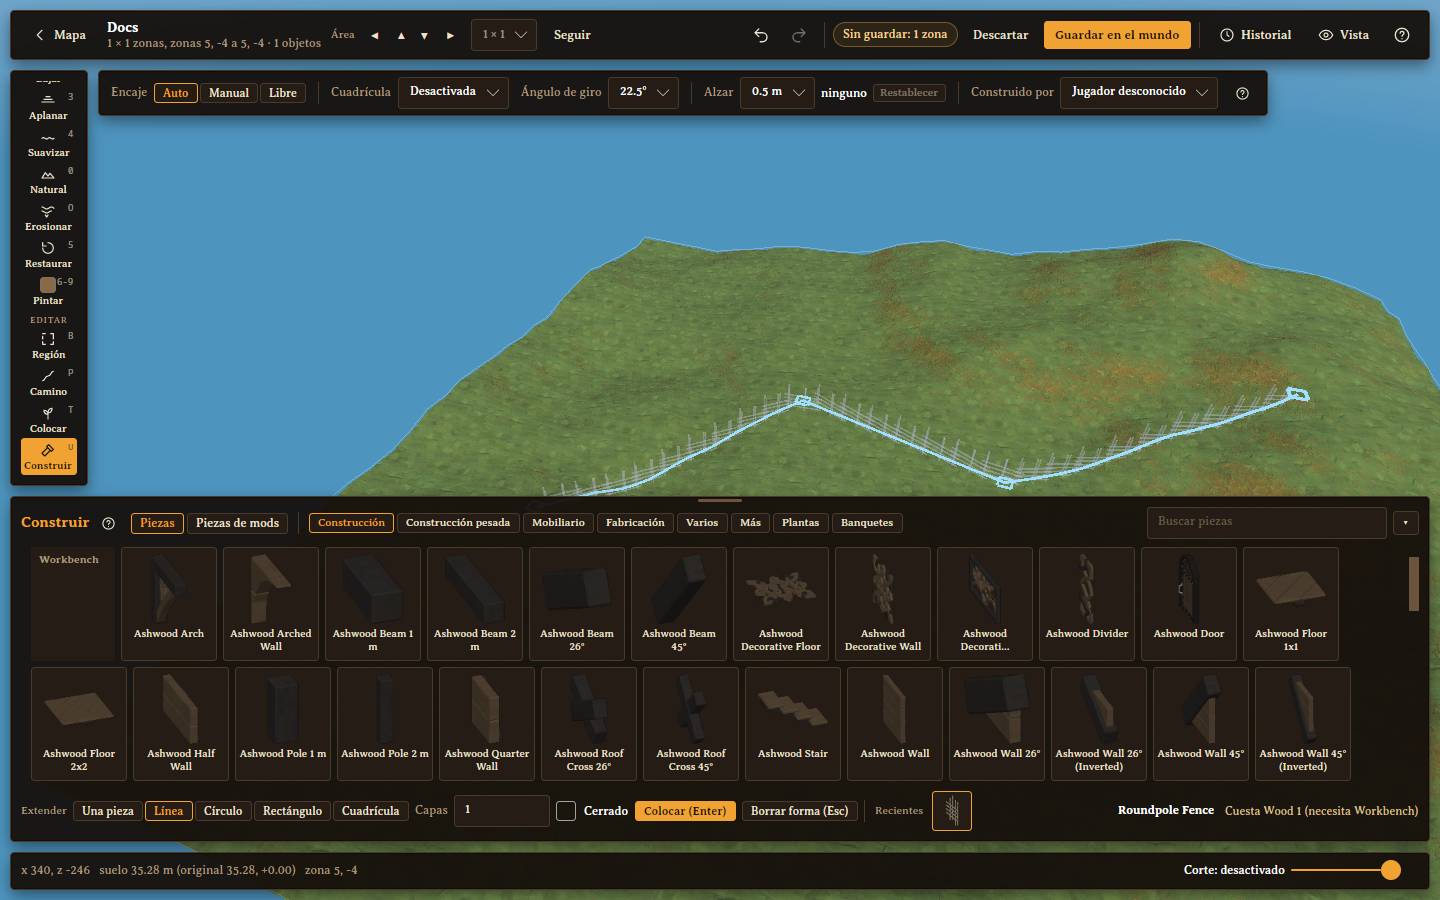 Mapa
Docs
1 × 1 zonas, zonas 5, -4 a 5, -4 · 1 objetos
Área
1 × 1
Seguir
Sin guardar: 1 zona
Descartar
Guardar en el mundo
Historial
Vista
Encaje
Auto
Manual
Libre
Cuadrícula
Desactivada
Ángulo de giro
22.5°
Alzar
0.5 m
ninguno
Restablecer
Construido por
Jugador desconocido
3
Aplanar
4
Suavizar
0
Natural
O
Erosionar
5
Restaurar
6-9
Pintar
EDITAR
B
Región
P
Camino
T
Colocar
U
Construir
Construir
Piezas
Piezas de mods
Construcción
Construcción pesada
Mobiliario
Fabricación
Varios
Más
Plantas
Banquetes
Buscar piezas
Workbench
Ashwood Arch
Ashwood Arched
Wall
Ashwood Beam 1
m
Ashwood Beam 2
m
Ashwood Beam
26°
Ashwood Beam
45°
Ashwood
Decorative Floor
Ashwood
Decorative Wall
Ashwood
Decorati...
Ashwood Divider
Ashwood Door
Ashwood Floor
1x1
Ashwood Floor
2x2
Ashwood Half
Wall
Ashwood Pole 1 m
Ashwood Pole 2 m
Ashwood Quarter
Wall
Ashwood Roof
Cross 26°
Ashwood Roof
Cross 45°
Ashwood Stair
Ashwood Wall
Ashwood Wall 26°
Ashwood Wall 26°
(Inverted)
Ashwood Wall 45°
Ashwood Wall 45°
(Inverted)
Extender
Una pieza
Línea
Círculo
Rectángulo
Cuadrícula
Capas
1
Cerrado
Colocar (Enter)
Borrar forma (Esc)
Recientes
Roundpole Fence
Cuesta Wood 1 (necesita Workbench)
x 340, z -246 suelo 35.28 m (original 35.28, +0.00) zona 5, -4
Corte: desactivado